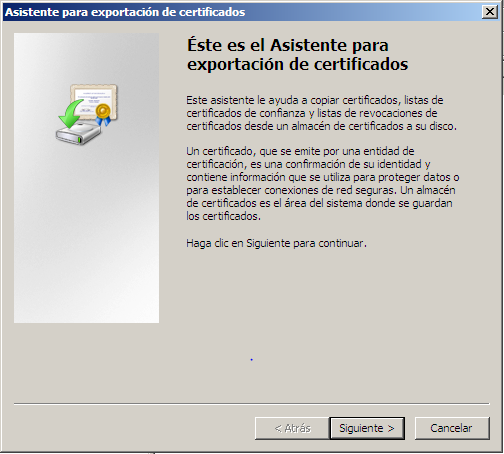 Asistente para exportación de certificados
Éste es el Asistente para
exportación de certificados
Este asistente le ayuda a copiar certificados, listas de
certificados de confianza y listas de revocaciones de
certificados desde un almacén de certificados a su disco.
Un certificado, que se emite por una entidad de
certificación, es una confirmación de su identidad y
contiene información que se utiliza para proteger datos o
para establecer conexiones de red seguras. Un almacén
de certificados es el área del sistema donde se guardan
los certificados.
Haga clic en Siguiente para continuar.
< Atrás
Siguiente >
Cancelar